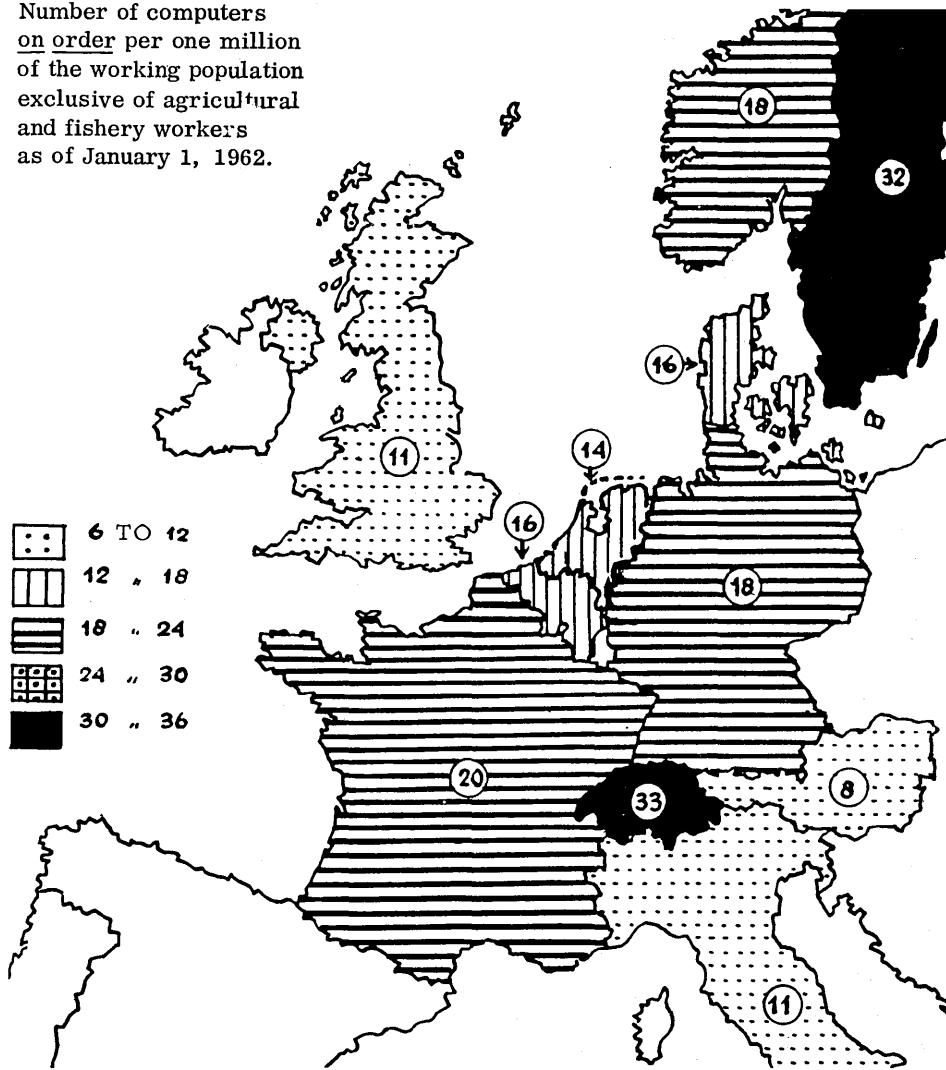 Number of computers
on order per one million
of the working population
exclusive of agricultural
and fishery workers
as of January 1, 1962.
18
32
16
14
11
16
6 TO 12
12 „ 18
18 „ 24
24 „ 30
30 „ 36
18
20
33
8
11